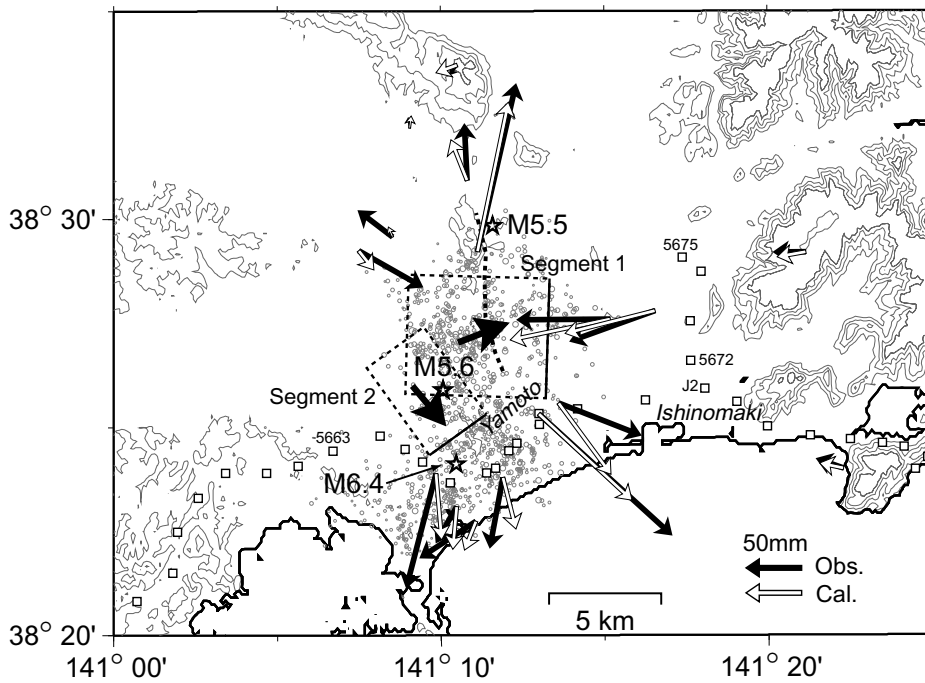 38° 30'
M5.5
5675
Segment 1
M5.6
5672
J2
Segment 2
Yamoto
Ishinomaki
-5663
M6.4
50mm
Obs.
Cal.
5 km
38° 20'
141° 00'
141° 10'
141° 20'